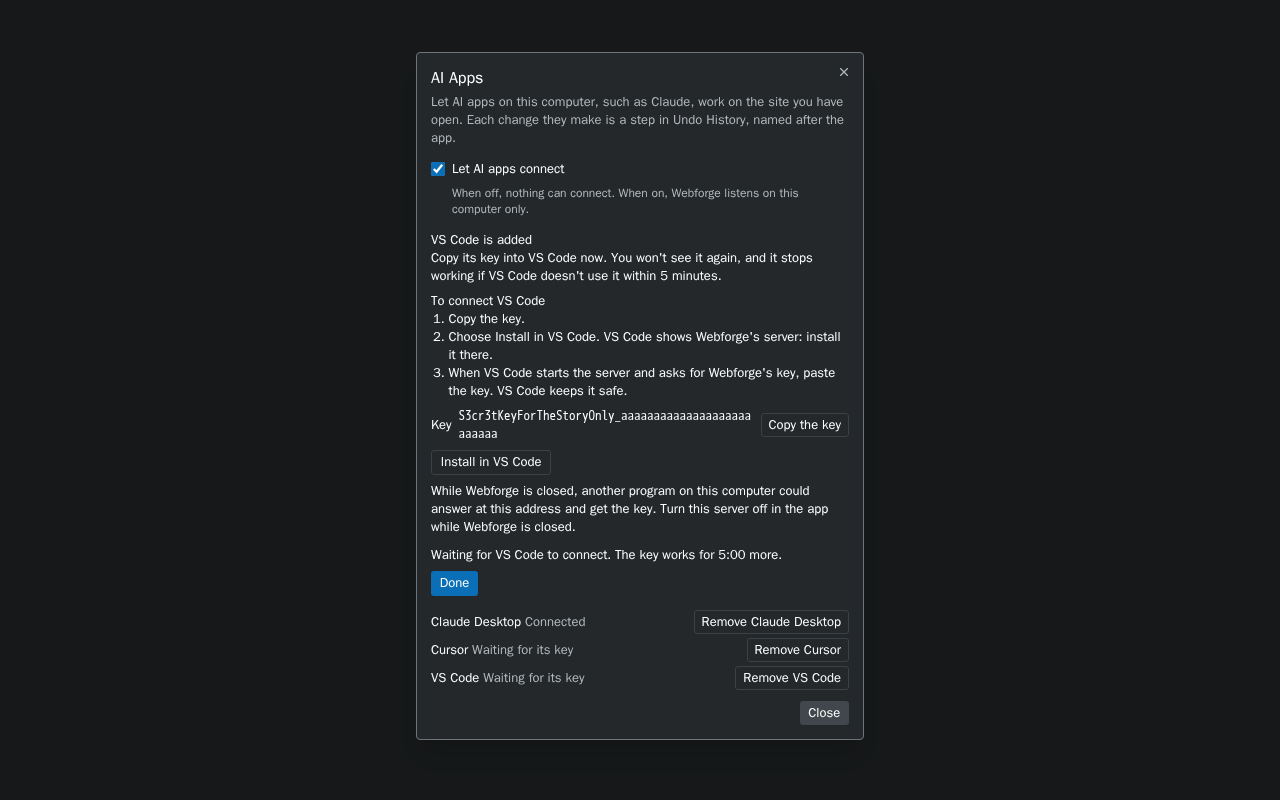 AI Apps
Let AI apps on this computer, such as Claude, work on the site you have
open. Each change they make is a step in Undo History, named after the
app.
Let AI apps connect
When off, nothing can connect. When on, Webforge listens on this
computer only.
VS Code is added
Copy its key into VS Code now. You won't see it again, and it stops
working if VS Code doesn't use it within 5 minutes.
To connect VS Code
1. Copy the key.
2. Choose Install in VS Code. VS Code shows Webforge's server: install
it there.
3. When VS Code starts the server and asks for Webforge's key, paste
the key. VS Code keeps it safe.
Key S3cr3tKeyForTheStoryOnly_aaaaaaaaaaaaaaaaaaaa
aaaaaa
Copy the key
Install in VS Code
While Webforge is closed, another program on this computer could
answer at this address and get the key. Turn this server off in the app
while Webforge is closed.
Waiting for VS Code to connect. The key works for 5:00 more.
Done
Claude Desktop Connected Remove Claude Desktop
Cursor Waiting for its key Remove Cursor
VS Code Waiting for its key Remove VS Code
Close